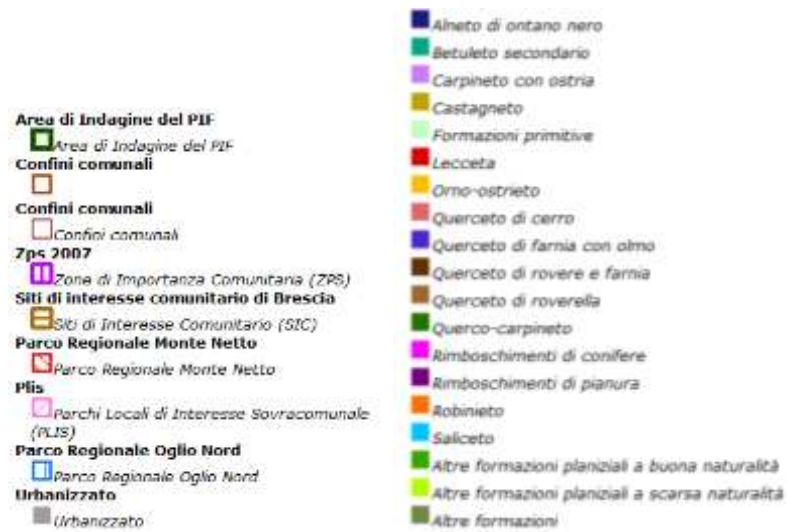 Area di Indagine del PIF
Area di Indagine del PIF
Confini comunali
Confini comunali
Confini comunali
Zps 2007
Zone di Importanza Comunitaria (ZPS)
Siti di interesse comunitario di Brescia
Siti di Interesse Comunitario (SIC)
Parco Regionale Monte Netto
Parco Regionale Monte Netto
Plis
Parchi Locali di Interesse Sovracomunale
(PLIS)
Parco Regionale Oglio Nord
Parco Regionale Oglio Nord
Urbanizzato
Urbanizzato
Alneto di ontano nero
Betuleto secondario
Carpineto con ostria
Castagneto
Formazioni primitive
Lecceta
Orno-ostrieto
Querceto di cerro
Querceto di farnia con olmo
Querceto di rovere e farnia
Querceto di roverella
Querco-carpineto
Rimboschimenti di conifere
Rimboschimenti di pianura
Robinieto
Saliceto
Altre formazioni planiziali a buona naturalità
Altre formazioni planiziali a scarsa naturalità
Altre formazioni